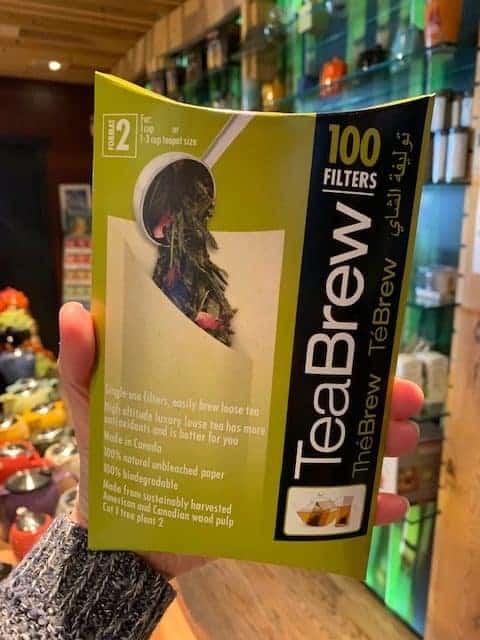 FORMAT 2
For:
1 cup or
1-3 cup teapot size
100
FILTERS
TeaBrew
ThéBrew TéBrew توليفة الشاي
Single-use filters, easily brew loose tea
High altitude luxury loose tea has more
antioxidants and is better for you
Made in Canada
100% natural unbleached paper
100% biodegradable
Made from sustainably harvested
American and Canadian wood pulp
Cut 1 tree plant 2